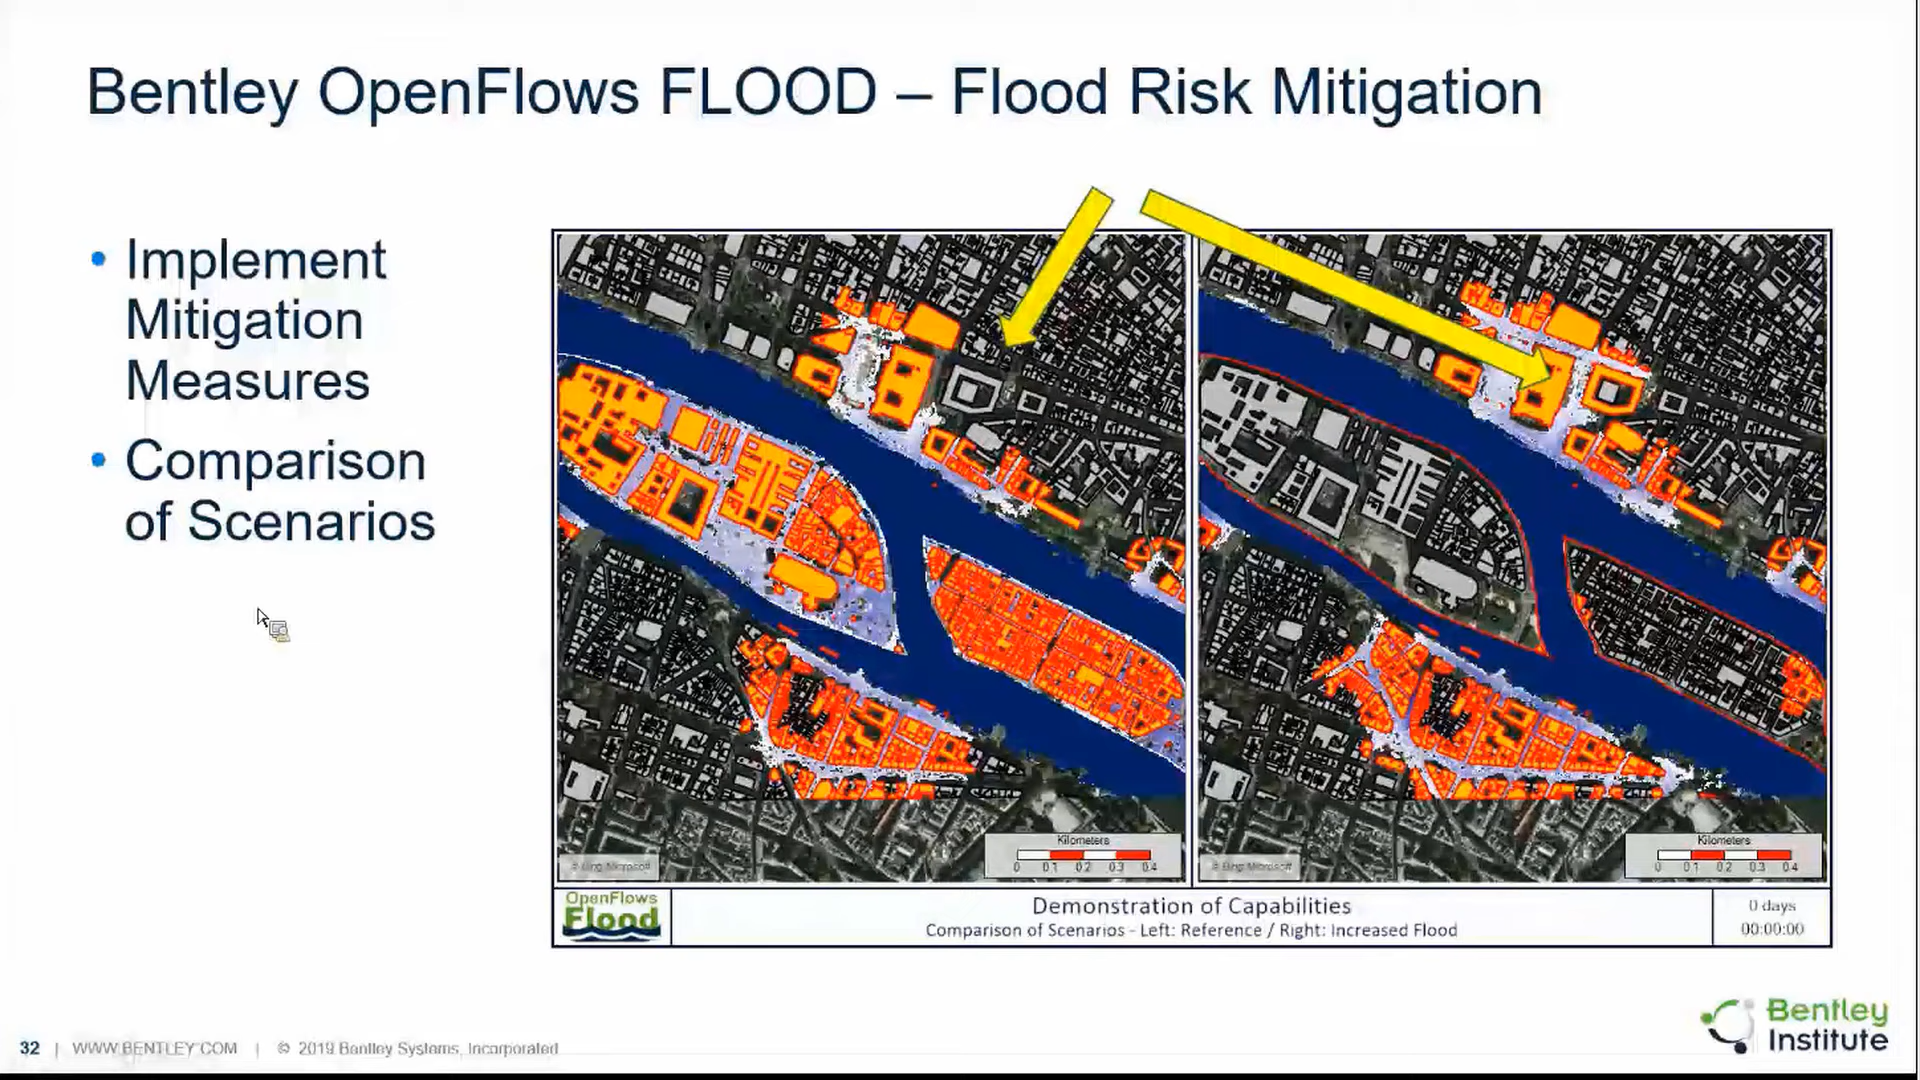 Bentley OpenFlows FLOOD – Flood Risk Mitigation
• Implement
Mitigation
Measures
• Comparison
of Scenarios
Kilometers
0 0.1 0.2 0.3 0.4
© Bing Microsoft
Kilometers
0 0.1 0.2 0.3 0.4
© Bing Microsoft
OpenFlows
Flood
Demonstration of Capabilities
Comparison of Scenarios - Left: Reference / Right: Increased Flood
0 days
00:00:00
32 | WWW.BENTLEY.COM | © 2019 Bentley Systems, Incorporated
Bentley
Institute